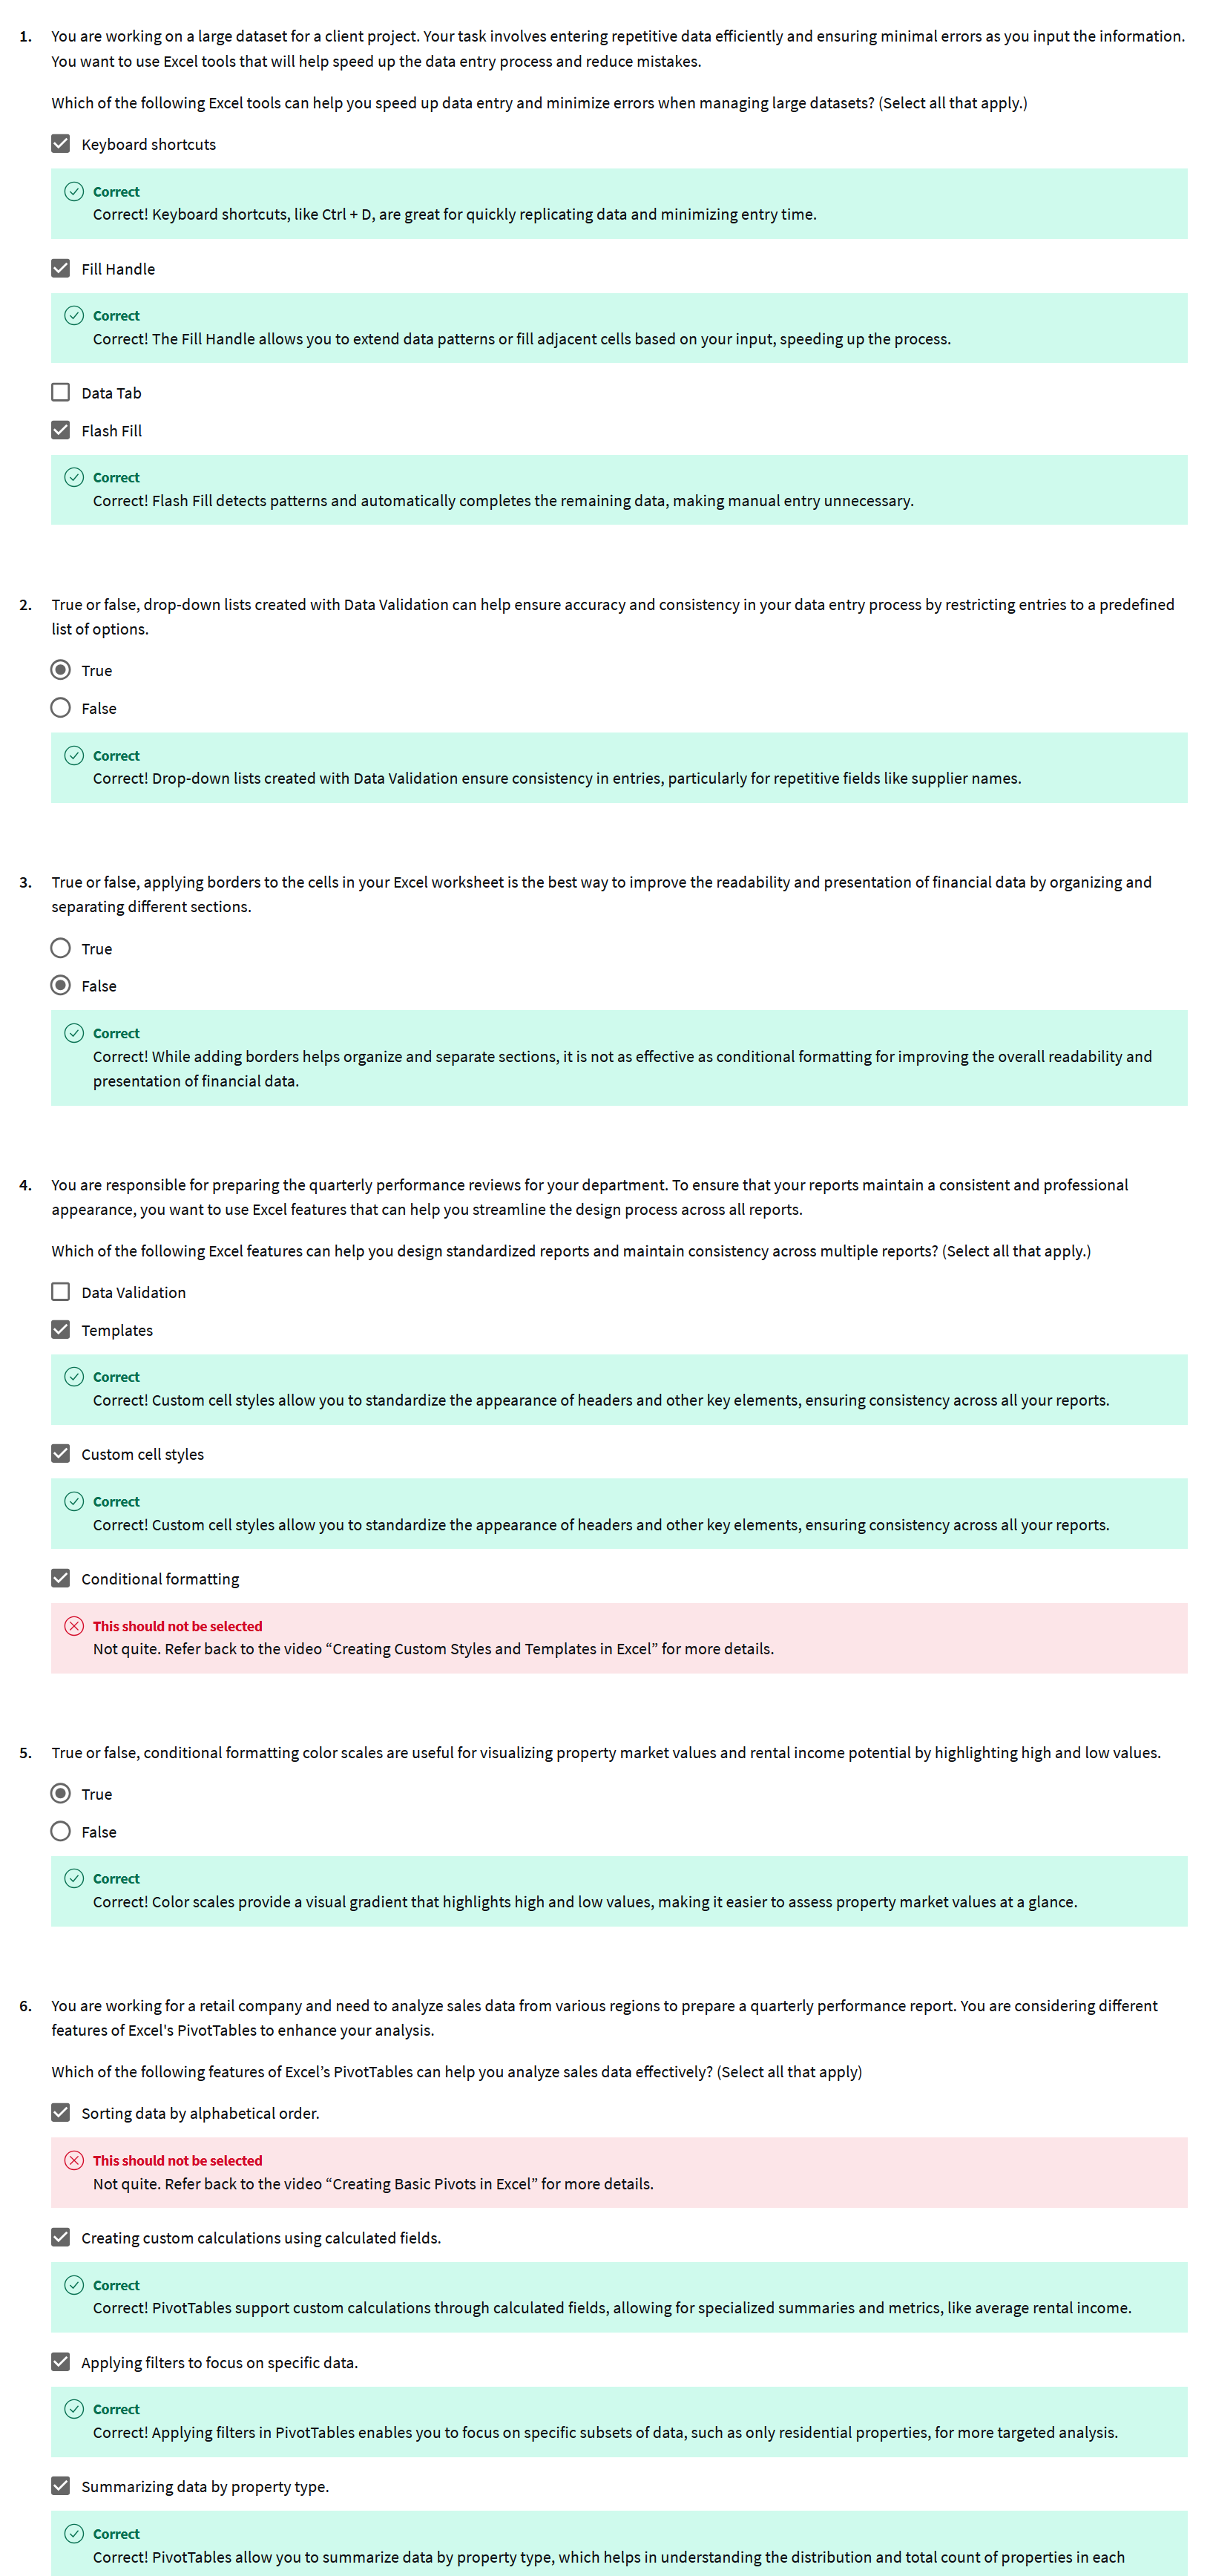 1. You are working on a large dataset for a client project. Your task involves entering repetitive data efficiently and ensuring minimal errors as you input the information.
You want to use Excel tools that will help speed up the data entry process and reduce mistakes.
Which of the following Excel tools can help you speed up data entry and minimize errors when managing large datasets? (Select all that apply.)
Keyboard shortcuts
Correct
Correct! Keyboard shortcuts, like Ctrl + D, are great for quickly replicating data and minimizing entry time.
Fill Handle
Correct
Correct! The Fill Handle allows you to extend data patterns or fill adjacent cells based on your input, speeding up the process.
Data Tab
Flash Fill
Correct
Correct! Flash Fill detects patterns and automatically completes the remaining data, making manual entry unnecessary.
2. True or false, drop-down lists created with Data Validation can help ensure accuracy and consistency in your data entry process by restricting entries to a predefined
list of options.
True
False
Correct
Correct! Drop-down lists created with Data Validation ensure consistency in entries, particularly for repetitive fields like supplier names.
3. True or false, applying borders to the cells in your Excel worksheet is the best way to improve the readability and presentation of financial data by organizing and
separating different sections.
True
False
Correct
Correct! While adding borders helps organize and separate sections, it is not as effective as conditional formatting for improving the overall readability and
presentation of financial data.
4. You are responsible for preparing the quarterly performance reviews for your department. To ensure that your reports maintain a consistent and professional
appearance, you want to use Excel features that can help you streamline the design process across all reports.
Which of the following Excel features can help you design standardized reports and maintain consistency across multiple reports? (Select all that apply.)
Data Validation
Templates
Correct
Correct! Custom cell styles allow you to standardize the appearance of headers and other key elements, ensuring consistency across all your reports.
Custom cell styles
Correct
Correct! Custom cell styles allow you to standardize the appearance of headers and other key elements, ensuring consistency across all your reports.
Conditional formatting
This should not be selected
Not quite. Refer back to the video “Creating Custom Styles and Templates in Excel” for more details.
5. True or false, conditional formatting color scales are useful for visualizing property market values and rental income potential by highlighting high and low values.
True
False
Correct
Correct! Color scales provide a visual gradient that highlights high and low values, making it easier to assess property market values at a glance.
6. You are working for a retail company and need to analyze sales data from various regions to prepare a quarterly performance report. You are considering different
features of Excel's PivotTables to enhance your analysis.
Which of the following features of Excel’s PivotTables can help you analyze sales data effectively? (Select all that apply)
Sorting data by alphabetical order.
This should not be selected
Not quite. Refer back to the video “Creating Basic Pivots in Excel” for more details.
Creating custom calculations using calculated fields.
Correct
Correct! PivotTables support custom calculations through calculated fields, allowing for specialized summaries and metrics, like average rental income.
Applying filters to focus on specific data.
Correct
Correct! Applying filters in PivotTables enables you to focus on specific subsets of data, such as only residential properties, for more targeted analysis.
Summarizing data by property type.
Correct
Correct! PivotTables allow you to summarize data by property type, which helps in understanding the distribution and total count of properties in each